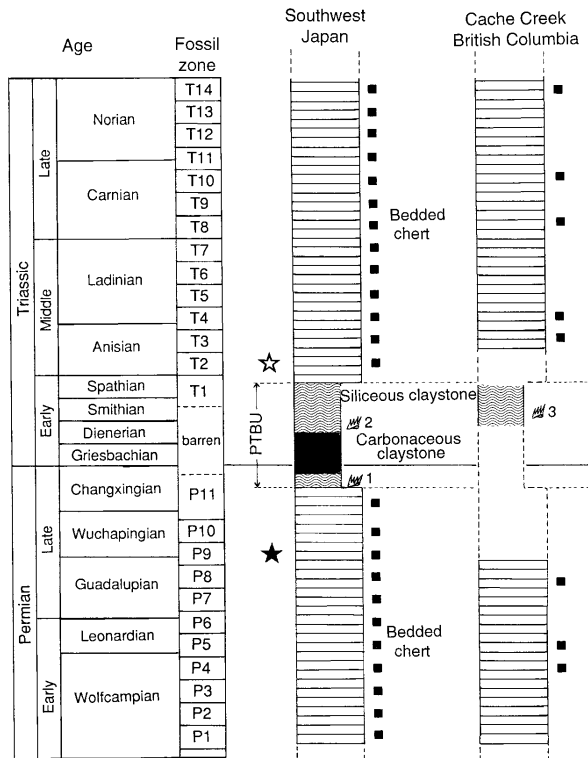 Age
Fossil
zone
Southwest
Japan
Cache Creek
British Columbia
Triassic
Late
Norian
Carnian
Middle
Ladinian
Anisian
Early
Spathian
Smithian
Dienerian
Griesbachian
Permian
Late
Changxingian
Wuchapingian
Guadalupian
Early
Leonardian
Wolfcampian
T14
T13
T12
T11
T10
T9
T8
T7
T6
T5
T4
T3
T2
T1
barren
P11
P10
P9
P8
P7
P6
P5
P4
P3
P2
P1
Bedded
chert
PTBU
Siliceous claystone
2
3
Carbonaceous
claystone
1
Bedded
chert